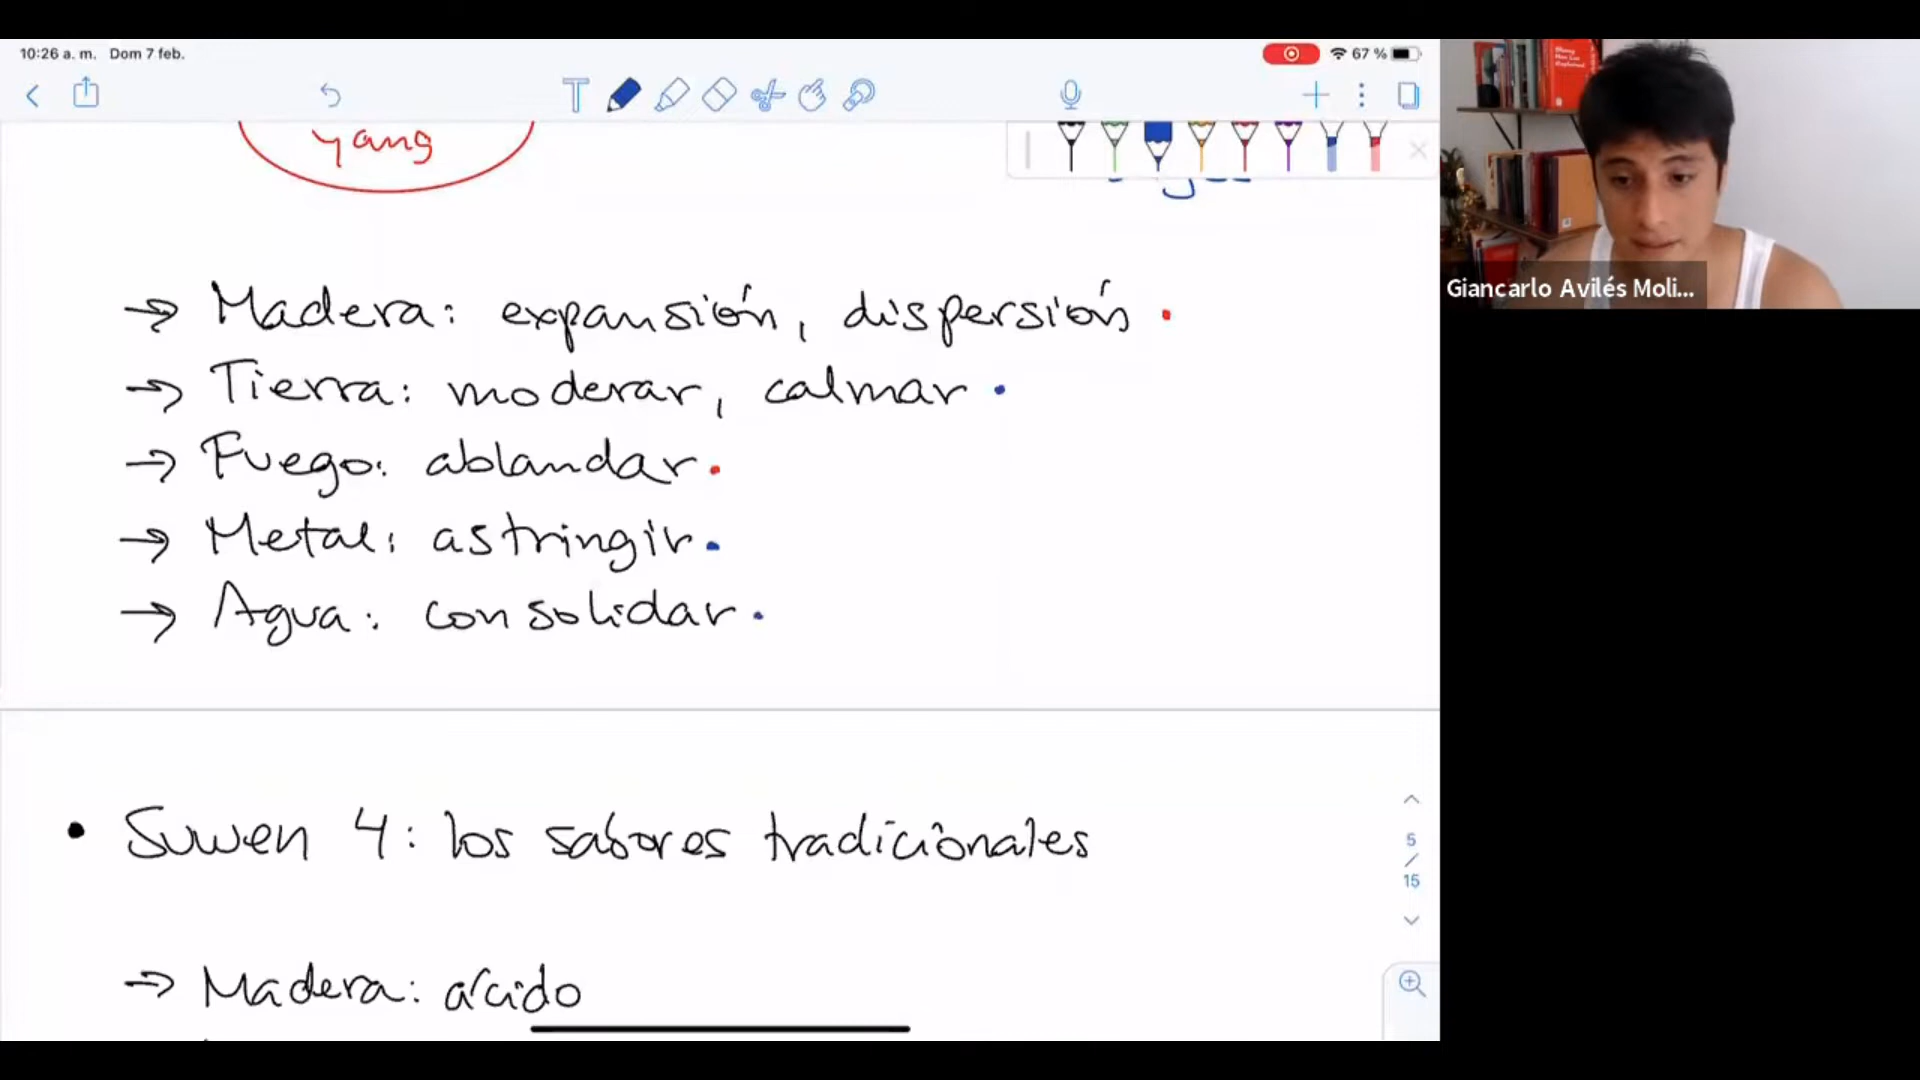 10:26 a. m. Dom 7 feb.
67 %
yang
→ Madera: expansión, dispersión.
→ Tierra: moderar, calmar.
→ Fuego: ablandar.
→ Metal: astringir.
→ Agua: consolidar.
• Suwen 4: los sabores tradicionales
→ Madera: ácido
5
/
15
Giancarlo Avilés Moli...